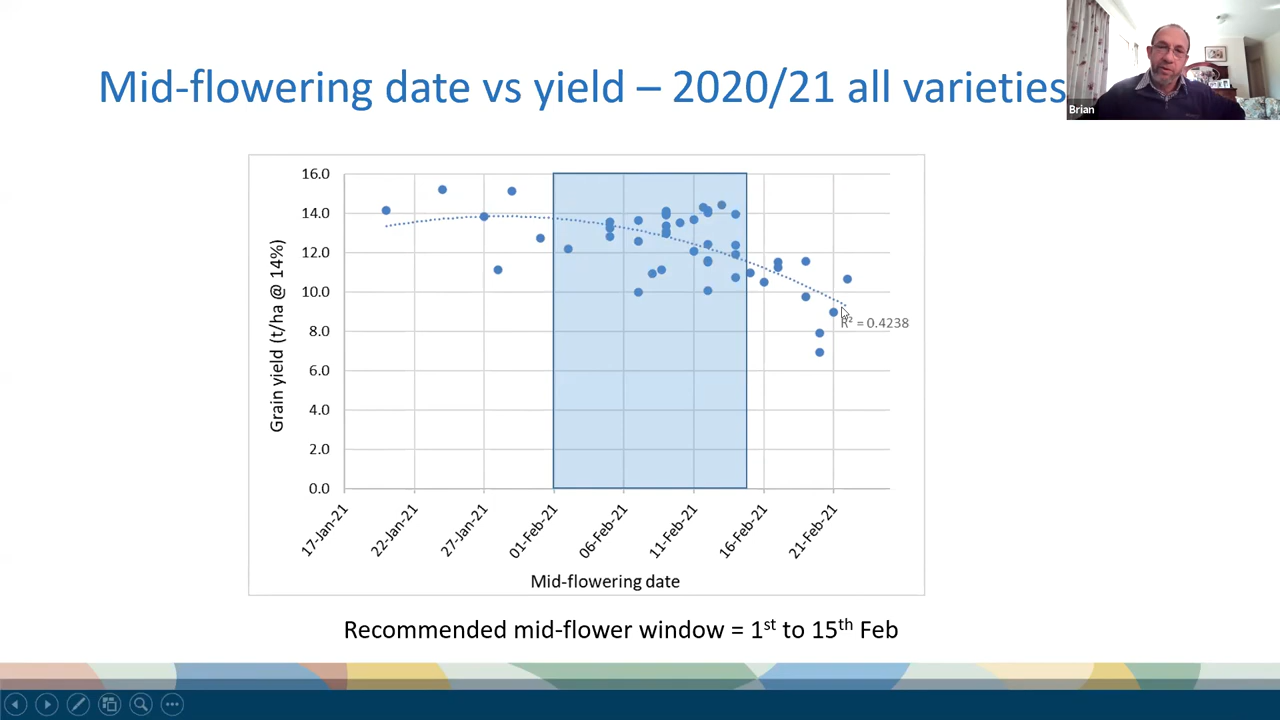 Mid-flowering date vs yield – 2020/21 all varieties
Brian
Grain yield (t/ha @ 14%)
16.0
14.0
12.0
10.0
8.0
6.0
4.0
2.0
0.0
R² = 0.4238
17-Jan-21
22-Jan-21
27-Jan-21
01-Feb-21
06-Feb-21
11-Feb-21
16-Feb-21
21-Feb-21
Mid-flowering date
Recommended mid-flower window = 1st to 15th Feb